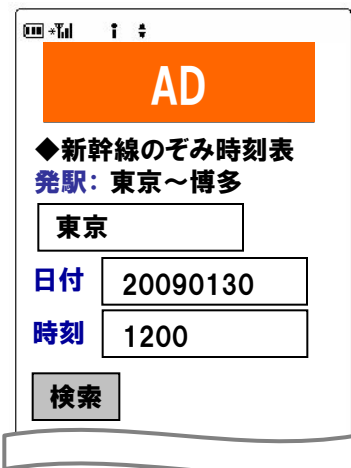 AD
◆新幹線のぞみ時刻表
発駅: 東京～博多
東京
日付 20090130
時刻 1200
検索